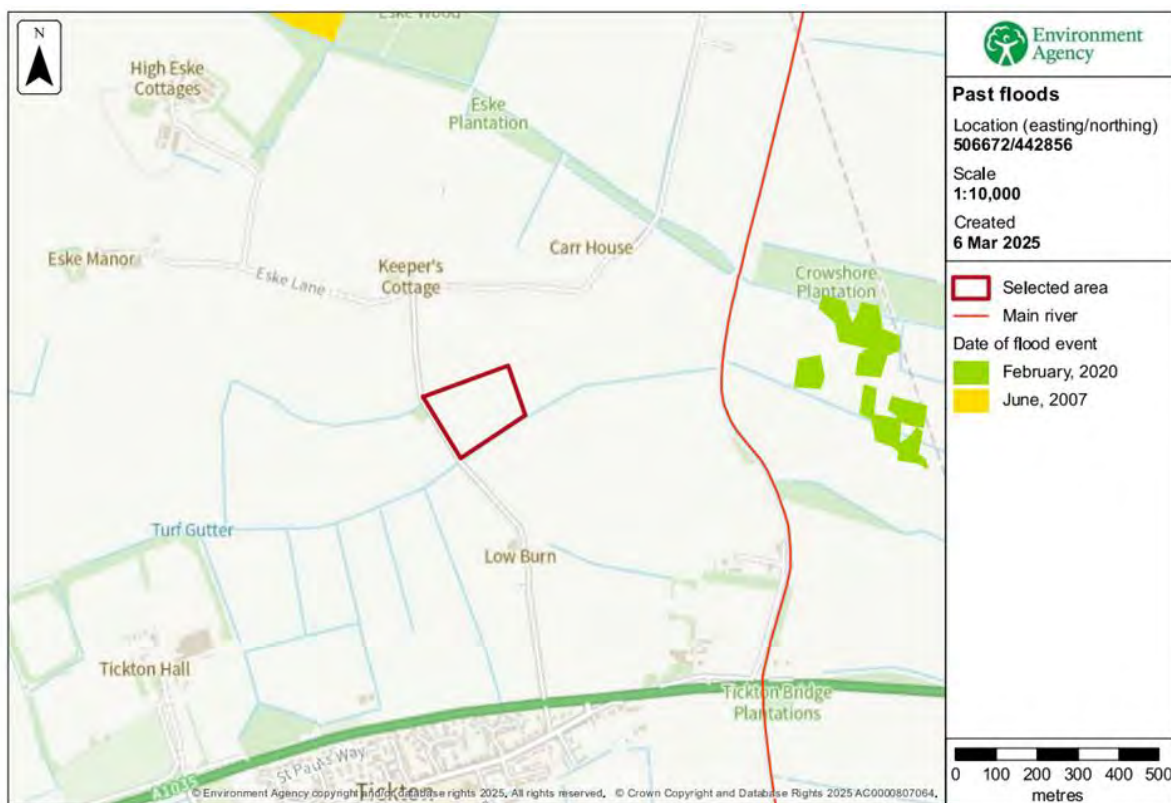 N
Eske Wood
High Eske
Cottages
Eske
Plantation
Eske Manor
Eske Lane
Keeper's
Cottage
Carr House
Crowshore
Plantation
Turf Gutter
Low Burn
Tickton Hall
Tickton Bridge
Plantations
St Paul's Way
Tickton
A1035
© Environment Agency copyright and/or database rights 2025. All rights reserved. © Crown Copyright and Database Rights 2025 AC0000807064.
Environment
Agency
Past floods
Location (easting/northing)
506672/442856
Scale
1:10,000
Created
6 Mar 2025
Selected area
Main river
Date of flood event
February, 2020
June, 2007
0 100 200 300 400 500
metres